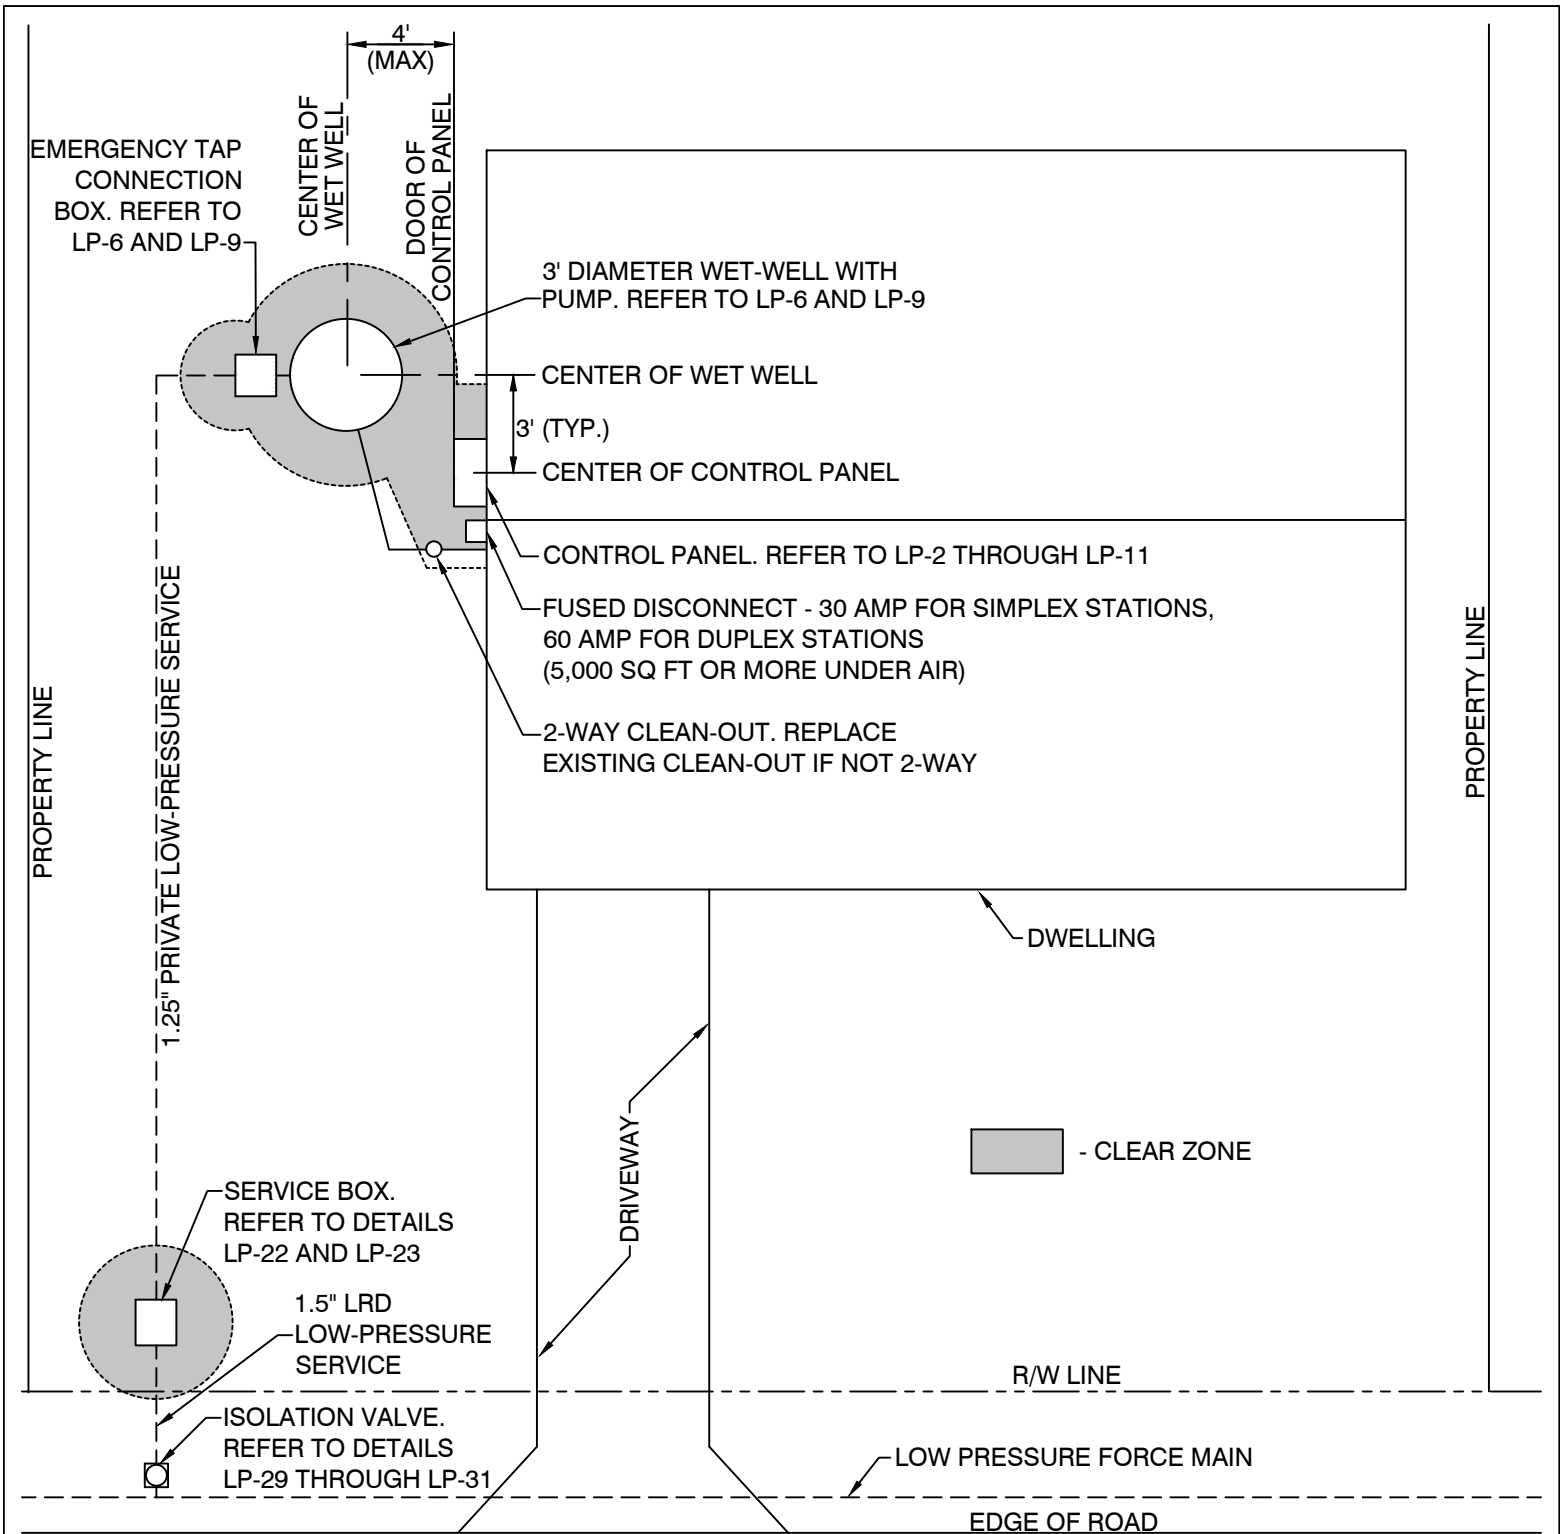 4'
(MAX)
CENTER OF
WET WELL
DOOR OF
CONTROL PANEL
EMERGENCY TAP
CONNECTION
BOX. REFER TO
LP-6 AND LP-9
3' DIAMETER WET-WELL WITH
PUMP. REFER TO LP-6 AND LP-9
CENTER OF WET WELL
3' (TYP.)
CENTER OF CONTROL PANEL
CONTROL PANEL. REFER TO LP-2 THROUGH LP-11
FUSED DISCONNECT - 30 AMP FOR SIMPLEX STATIONS,
60 AMP FOR DUPLEX STATIONS
(5,000 SQ FT OR MORE UNDER AIR)
2-WAY CLEAN-OUT. REPLACE
EXISTING CLEAN-OUT IF NOT 2-WAY
PROPERTY LINE
1.25" PRIVATE LOW-PRESSURE SERVICE
PROPERTY LINE
DWELLING
DRIVEWAY
- CLEAR ZONE
SERVICE BOX.
REFER TO DETAILS
LP-22 AND LP-23
1.5" LRD
LOW-PRESSURE
SERVICE
R/W LINE
ISOLATION VALVE.
REFER TO DETAILS
LP-29 THROUGH LP-31
LOW PRESSURE FORCE MAIN
EDGE OF ROAD